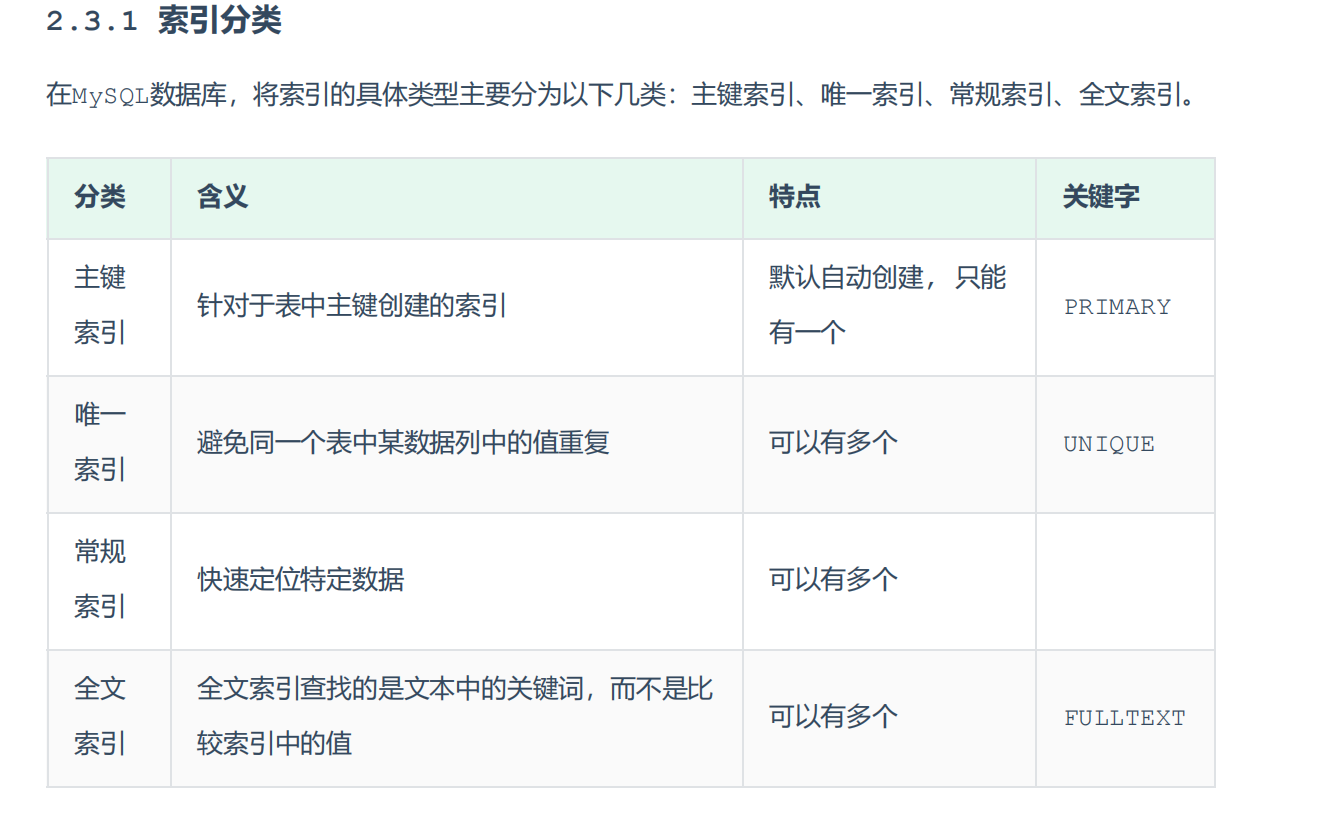 2.3.1 索引分类
在MySQL数据库，将索引的具体类型主要分为以下几类：主键索引、唯一索引、常规索引、全文索引。
分类 含义 特点 关键字
主键
索引
针对于表中主键创建的索引
默认自动创建， 只能
有一个
PRIMARY
唯一
索引
避免同一个表中某数据列中的值重复
可以有多个
UNIQUE
常规
索引
快速定位特定数据
可以有多个
全文
索引
全文索引查找的是文本中的关键词，而不是比
较索引中的值
可以有多个
FULLTEXT